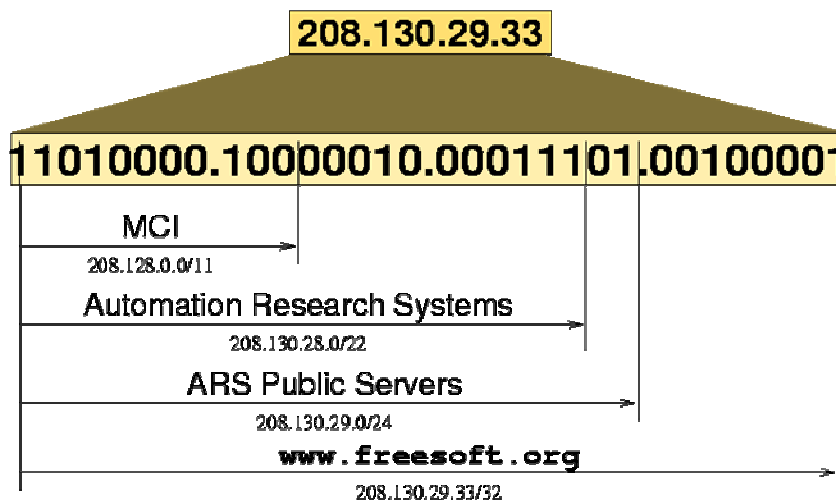 208.130.29.33
11010000.10000010.00011101.00100001
MCI
208.128.0.0/11
Automation Research Systems
208.130.28.0/22
ARS Public Servers
208.130.29.0/24
www.freesoft.org
208.130.29.33/32